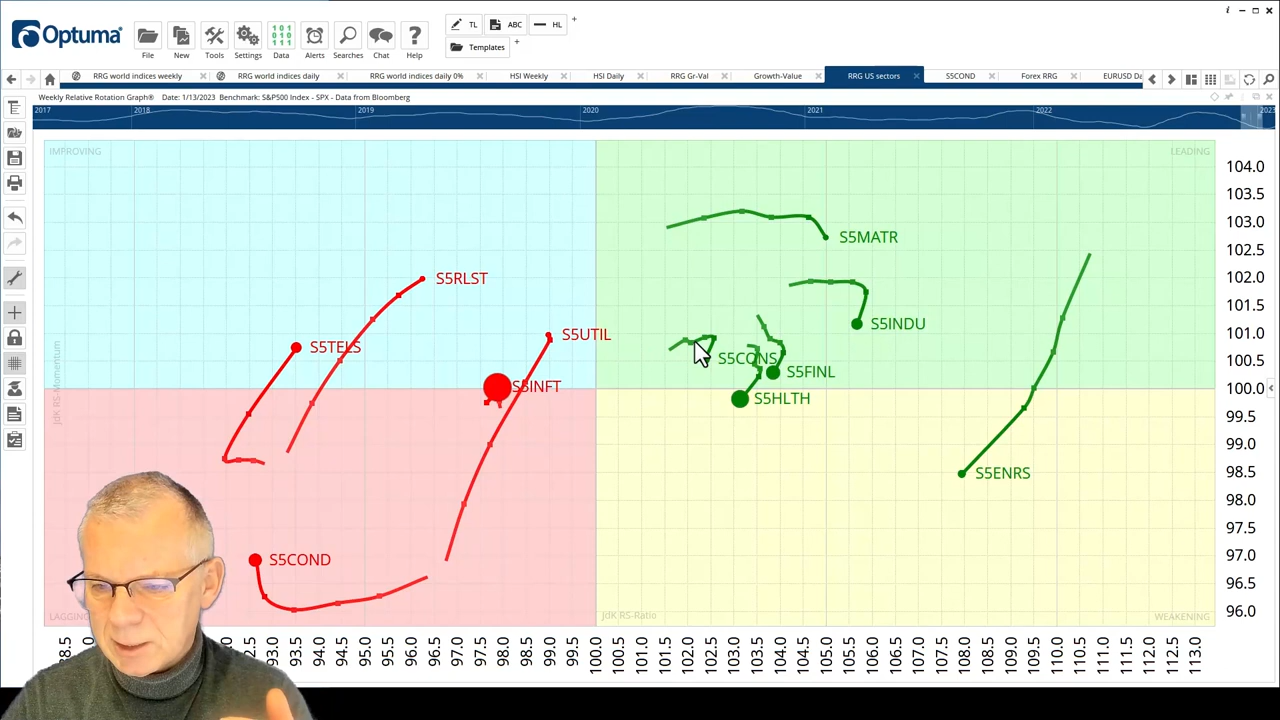 Optuma
File
New
Tools
Settings
Data
Alerts
Searches
Chat
Help
TL
ABC
HL
Templates
RRG world indices weekly
RRG world indices daily
RRG world indices daily 0%
HSI Weekly
HSI Daily
RRG Gr-Val
Growth-Value
RRG US sectors
S5COND
Forex RRG
EURUSD Da
Weekly Relative Rotation Graph® Date: 1/13/2023 Benchmark: S&P500 Index - SPX - Data from Bloomberg
2017 2018 2019 2020 2021 2022 2023
IMPROVING
LEADING
S5MATR
S5RLST
S5INDU
S5UTIL
S5TELS
S5CONS
S5FINL
S5INFT
S5HLTH
S5ENRS
S5COND
JdK RS-Momentum
LAGGING
JdK RS-Ratio
WEAKENING
104.0
103.5
103.0
102.5
102.0
101.5
101.0
100.5
100.0
99.5
99.0
98.5
98.0
97.5
97.0
96.5
96.0
88.5 93.0 93.5 94.0 94.5 95.0 95.5 96.0 96.5 97.0 97.5 98.0 98.5 99.0 99.5 100.0 100.5 101.0 101.5 102.0 102.5 103.0 103.5 104.0 104.5 105.0 105.5 106.0 106.5 107.0 107.5 108.0 108.5 109.0 109.5 110.0 110.5 111.0 111.5 112.0 112.5 113.0